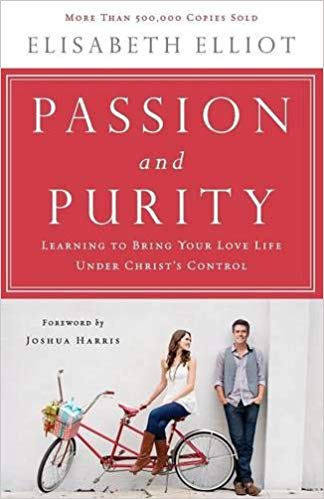 More Than 500,000 Copies Sold
ELISABETH ELLIOT
PASSION
and
PURITY
Learning to Bring Your Love Life
Under Christ's Control
Foreword by
Joshua Harris